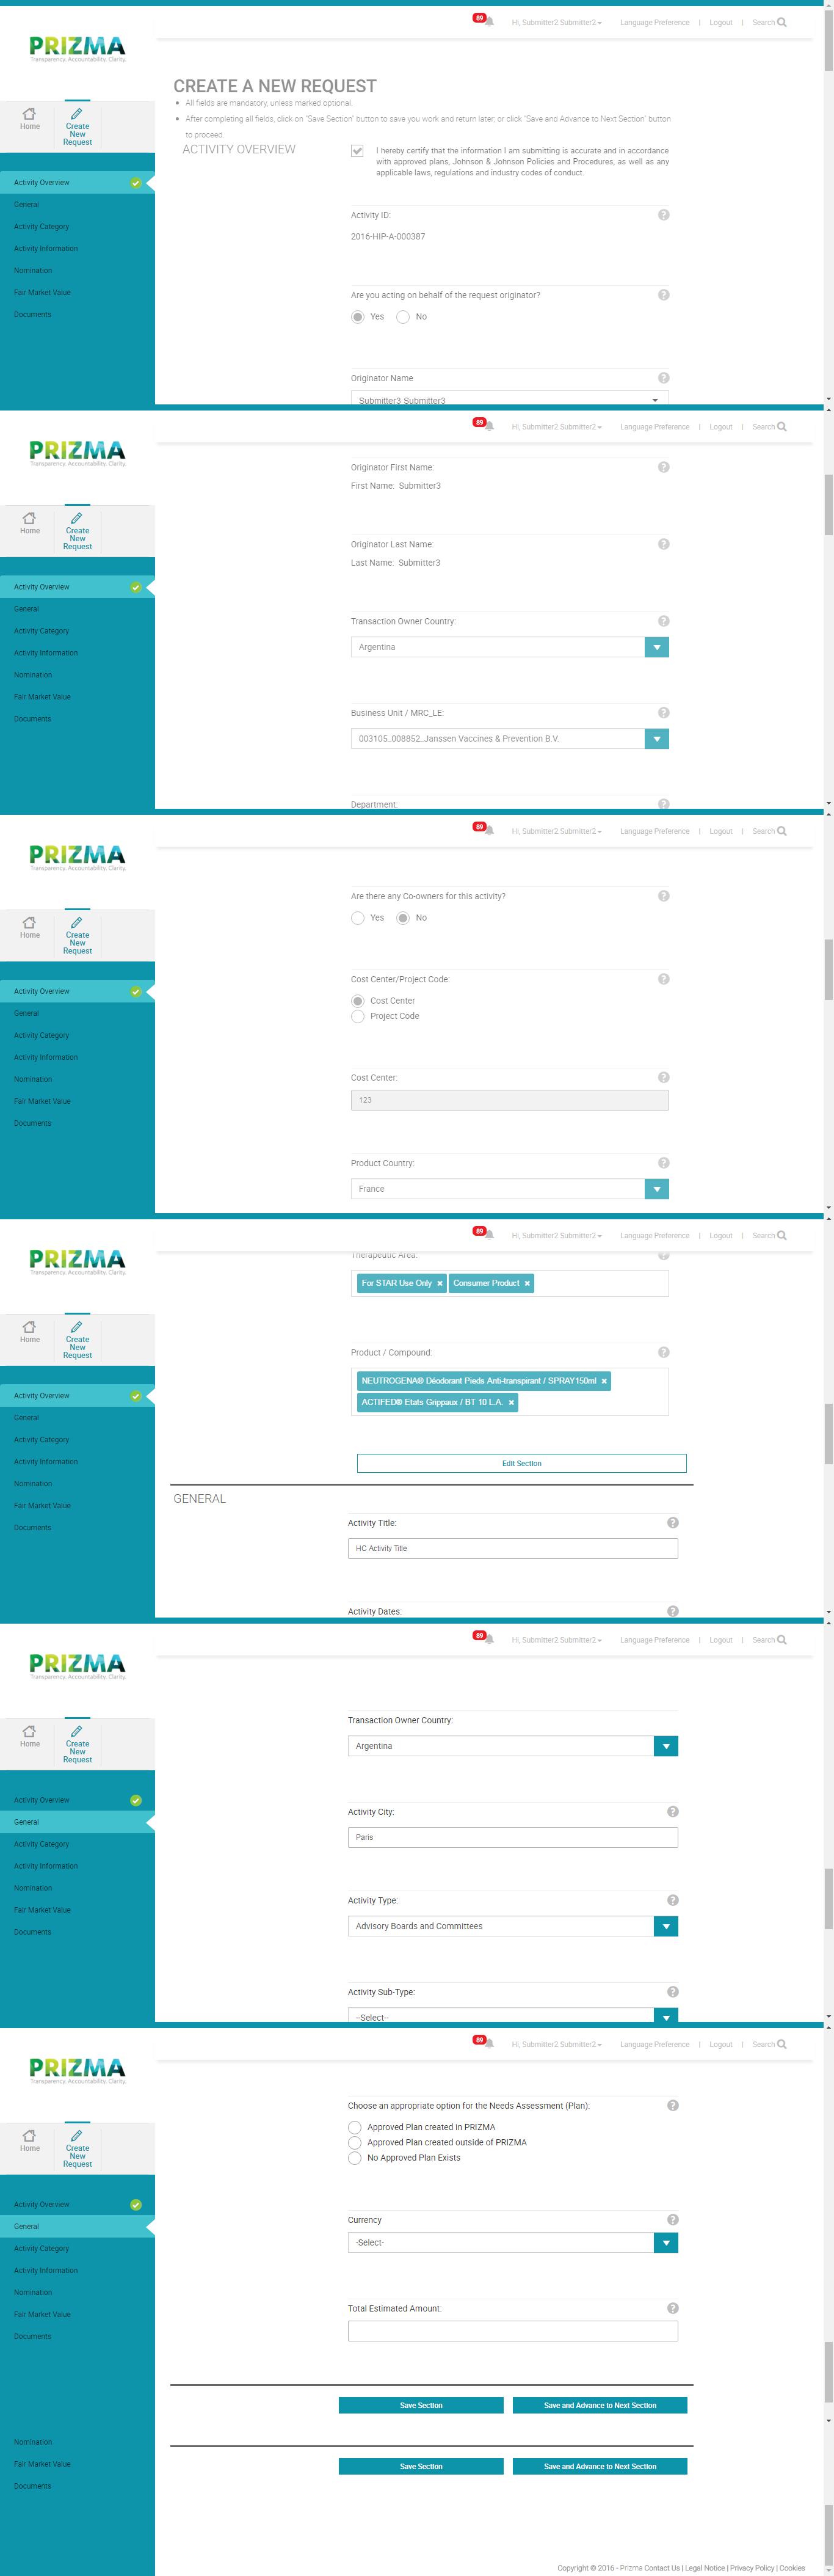 89
Hi, Submitter2 Submitter2
Language Preference | Logout | Search
PRIZMA
Transparency. Accountability. Clarity.
Home
Create
New
Request
Activity Overview
General
Activity Category
Activity Information
Nomination
Fair Market Value
Documents
CREATE A NEW REQUEST
All fields are mandatory, unless marked optional.
After completing all fields, click on "Save Section" button to save you work and return later, or click "Save and Advance to Next Section" button
to proceed.
ACTIVITY OVERVIEW
I hereby certify that the information I am submitting is accurate and in accordance
with approved plans, Johnson & Johnson Policies and Procedures, as well as any
applicable laws, regulations and industry codes of conduct.
Activity ID:
2016-HIP-A-000387
Are you acting on behalf of the request originator?
Yes No
Originator Name
Submitter3 Submitter3
89
Hi, Submitter2 Submitter2
Language Preference | Logout | Search
PRIZMA
Transparency. Accountability. Clarity.
Home
Create
New
Request
Activity Overview
General
Activity Category
Activity Information
Nomination
Fair Market Value
Documents
Originator First Name:
First Name: Submitter3
Originator Last Name:
Last Name: Submitter3
Transaction Owner Country:
Argentina
Business Unit / MRC_LE:
003105_008852_Janssen Vaccines & Prevention B.V.
Department:
89
Hi, Submitter2 Submitter2
Language Preference | Logout | Search
PRIZMA
Transparency. Accountability. Clarity.
Home
Create
New
Request
Activity Overview
General
Activity Category
Activity Information
Nomination
Fair Market Value
Documents
Are there any Co-owners for this activity?
Yes No
Cost Center/Project Code:
Cost Center
Project Code
Cost Center:
123
Product Country:
France
89
Hi, Submitter2 Submitter2
Language Preference | Logout | Search
PRIZMA
Transparency. Accountability. Clarity.
Home
Create
New
Request
Activity Overview
General
Activity Category
Activity Information
Nomination
Fair Market Value
Documents
Therapeutic Area:
For STAR Use Only × Consumer Product ×
Product / Compound:
NEUTROGENA® Déodorant Pieds Anti-transpirant / SPRAY150ml ×
ACTIFED® Etats Grippaux / BT 10 L.A. ×
Edit Section
GENERAL
Activity Title:
HC Activity Title
Activity Dates:
89
Hi, Submitter2 Submitter2
Language Preference | Logout | Search
PRIZMA
Transparency. Accountability. Clarity.
Home
Create
New
Request
Activity Overview
General
Activity Category
Activity Information
Nomination
Fair Market Value
Documents
Transaction Owner Country:
Argentina
Activity City:
Paris
Activity Type:
Advisory Boards and Committees
Activity Sub-Type:
--Select--
89
Hi, Submitter2 Submitter2
Language Preference | Logout | Search
PRIZMA
Transparency. Accountability. Clarity.
Home
Create
New
Request
Activity Overview
General
Activity Category
Activity Information
Nomination
Fair Market Value
Documents
Choose an appropriate option for the Needs Assessment (Plan):
Approved Plan created in PRIZMA
Approved Plan created outside of PRIZMA
No Approved Plan Exists
Currency
-Select-
Total Estimated Amount:
Save Section
Save and Advance to Next Section
Nomination
Fair Market Value
Documents
Save Section
Save and Advance to Next Section
Copyright © 2016 - Prizma Contact Us | Legal Notice | Privacy Policy | Cookies